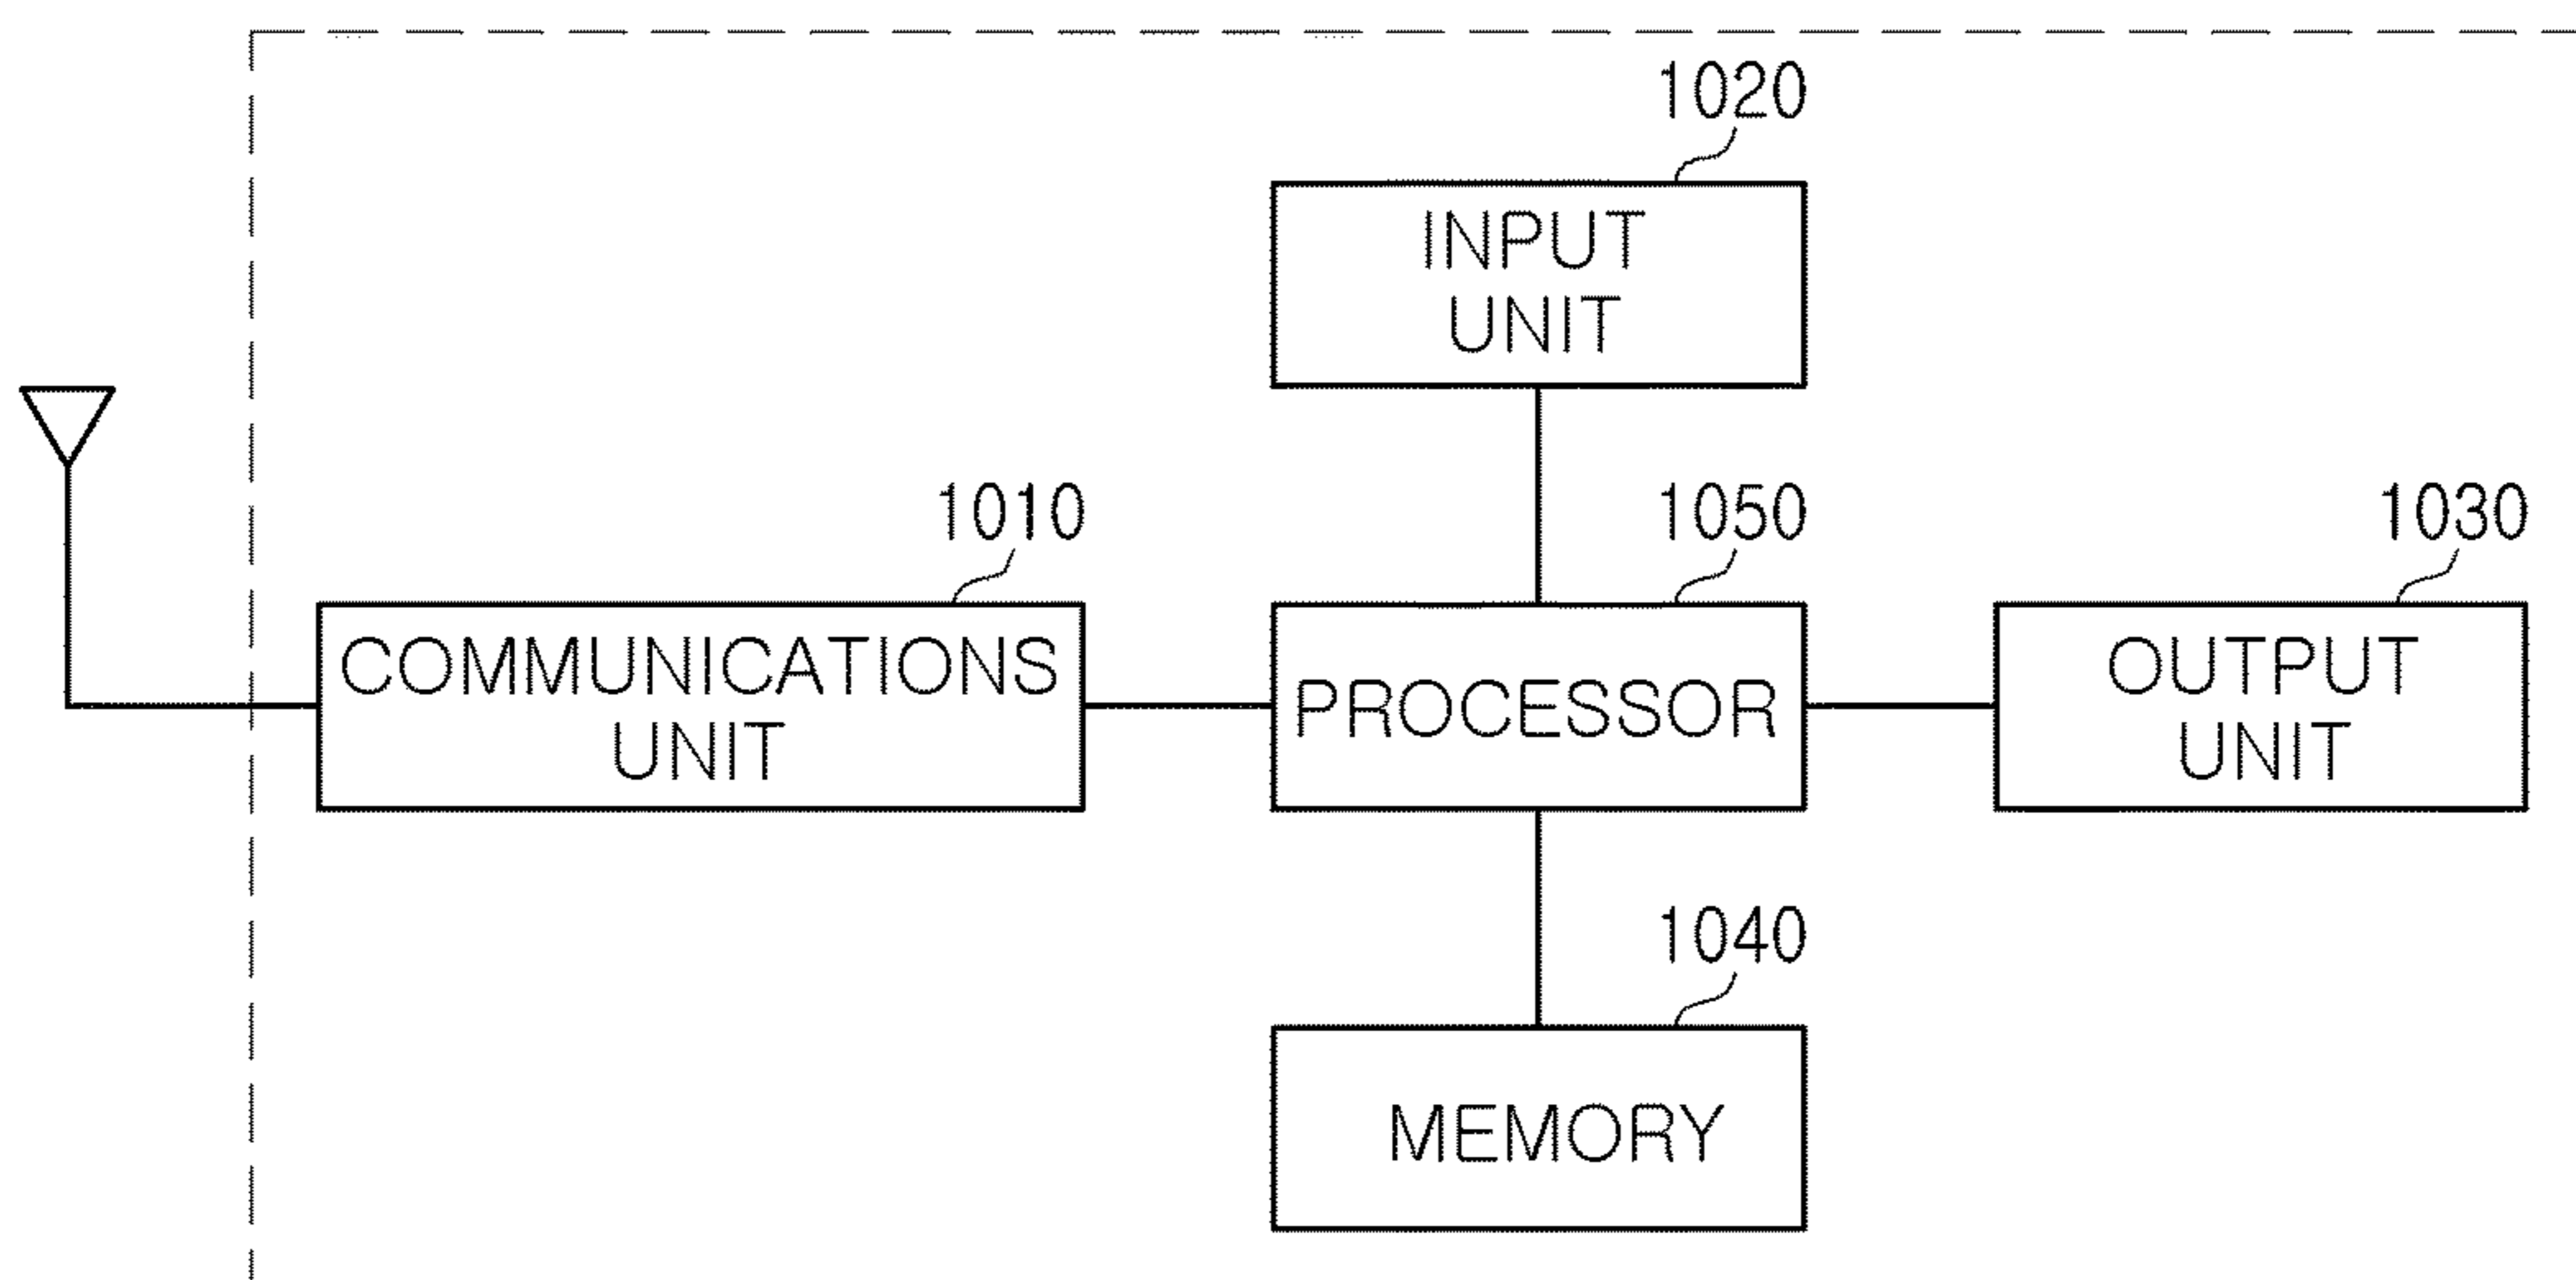 1020
INPUT
UNIT
1010
1050
1030
COMMUNICATIONS
UNIT
PROCESSOR
OUTPUT
UNIT
1040
MEMORY